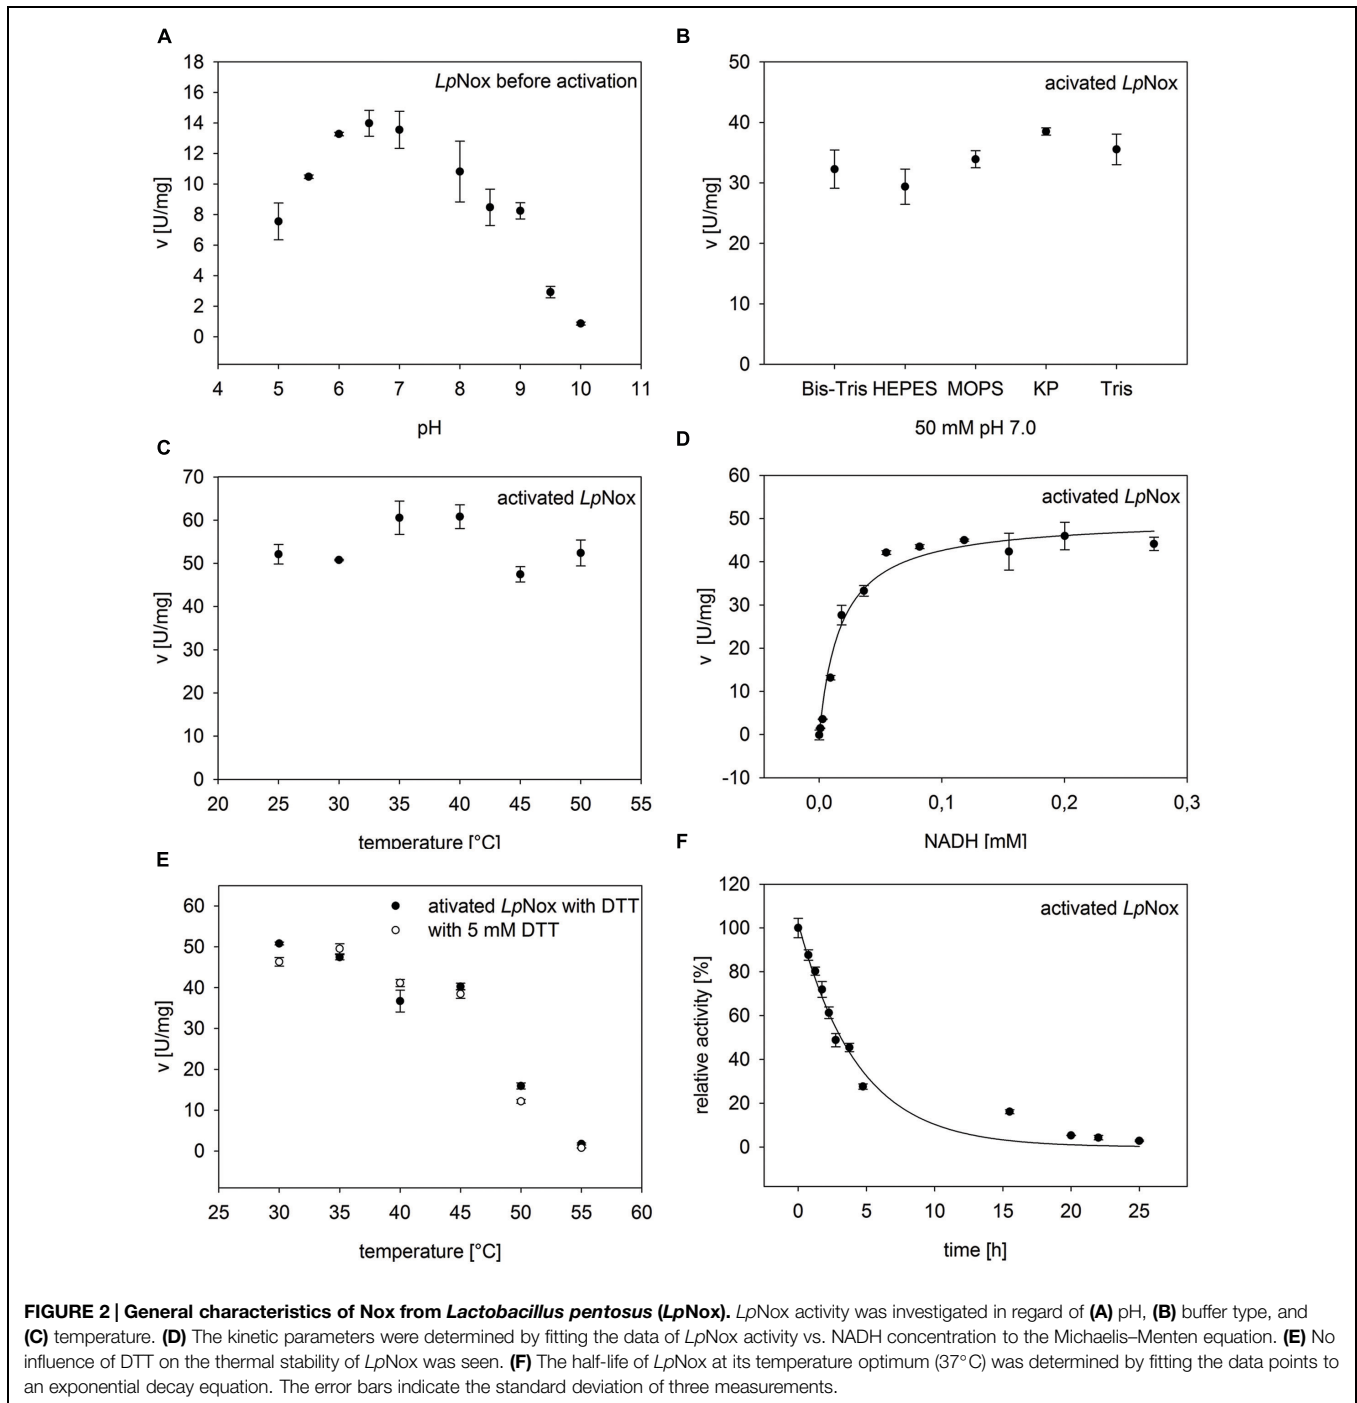 A
LpNox before activation
18
16
14
12
10
8
6
4
2
0
v [U/mg]
4 5 6 7 8 9 10 11
pH
B
acivated LpNox
50
40
30
20
10
0
v [U/mg]
Bis-Tris HEPES MOPS KP Tris
50 mM pH 7.0
C
activated LpNox
70
60
50
40
30
20
10
0
v [U/mg]
20 25 30 35 40 45 50 55
temperature [°C]
D
activated LpNox
60
50
40
30
20
10
0
-10
v [U/mg]
0,0 0,1 0,2 0,3
NADH [mM]
E
ativated LpNox with DTT
with 5 mM DTT
60
50
40
30
20
10
0
v [U/mg]
25 30 35 40 45 50 55 60
temperature [°C]
F
activated LpNox
120
100
80
60
40
20
0
relative activity [%]
0 5 10 15 20 25
time [h]
FIGURE 2 | General characteristics of Nox from Lactobacillus pentosus (LpNox). LpNox activity was investigated in regard of (A) pH, (B) buffer type, and
(C) temperature. (D) The kinetic parameters were determined by fitting the data of LpNox activity vs. NADH concentration to the Michaelis–Menten equation. (E) No
influence of DTT on the thermal stability of LpNox was seen. (F) The half-life of LpNox at its temperature optimum (37°C) was determined by fitting the data points to
an exponential decay equation. The error bars indicate the standard deviation of three measurements.